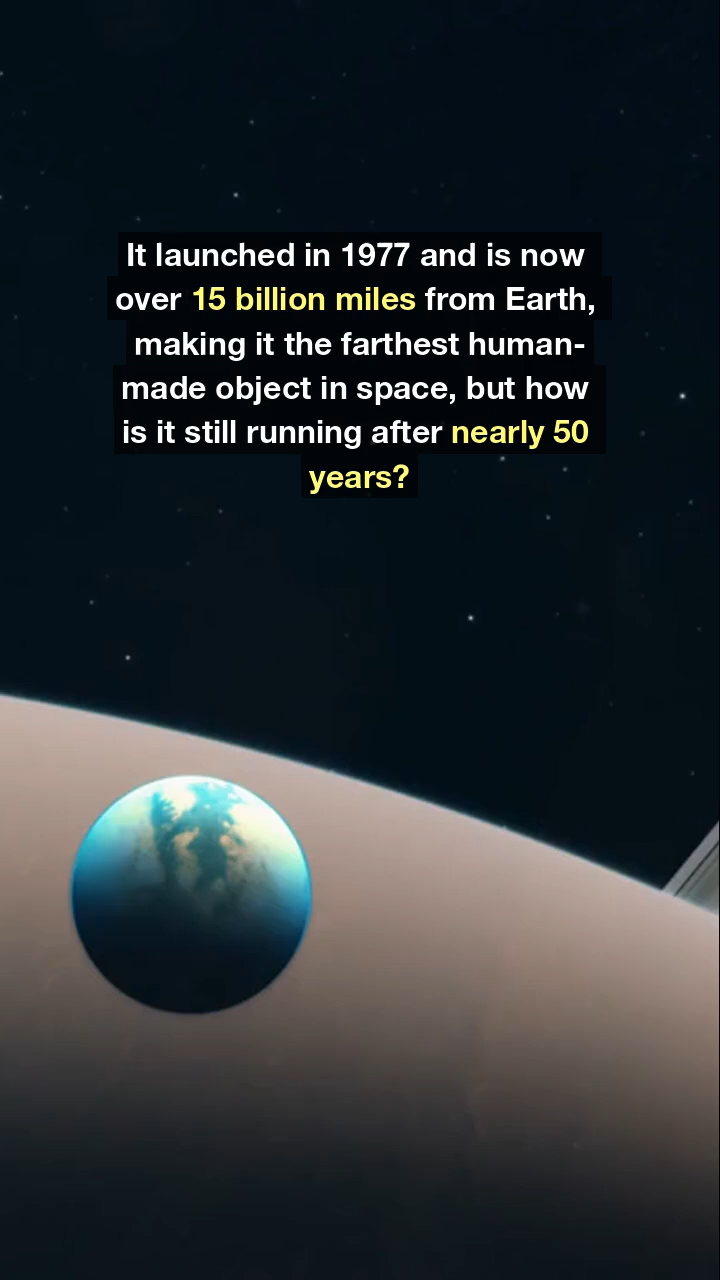 It launched in 1977 and is now
over 15 billion miles from Earth,
making it the farthest human-
made object in space, but how
is it still running after nearly 50
years?